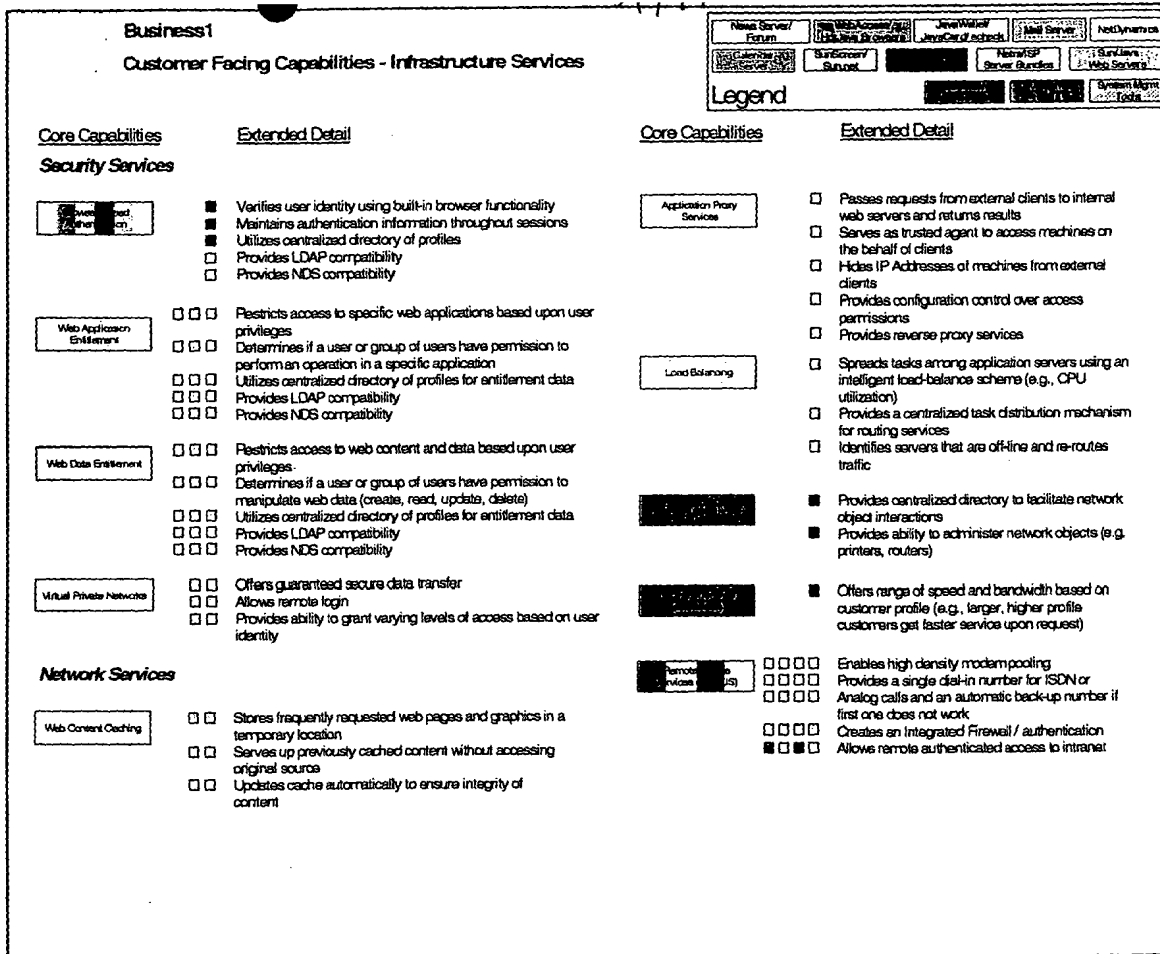 Business1
Customer Facing Capabilities - Infrastructure Services
News Server/
Forum
JavaWallet/
JavaCard/echeck
Mail Server
NetDynamics
Calendar
Server
SunScreen/
Sun.net
Netra/ISP
Server Bundles
Sun/Java
Web Servers
Legend
System Mgmt
Tools
Core Capabilities
Extended Detail
Security Services
Verifies user identity using built-in browser functionality
Maintains authentication information throughout sessions
Utilizes centralized directory of profiles
Provides LDAP compatibility
Provides NDS compatibility
Web Application
Entitlement
Restricts access to specific web applications based upon user
privileges
Determines if a user or group of users have permission to
perform an operation in a specific application
Utilizes centralized directory of profiles for entitlement data
Provides LDAP compatibility
Provides NDS compatibility
Web Data Entitlement
Restricts access to web content and data based upon user
privileges
Determines if a user or group of users have permission to
manipulate web data (create, read, update, delete)
Utilizes centralized directory of profiles for entitlement data
Provides LDAP compatibility
Provides NDS compatibility
Virtual Private Networks
Offers guaranteed secure data transfer
Allows remote login
Provides ability to grant varying levels of access based on user
identity
Network Services
Web Content Caching
Stores frequently requested web pages and graphics in a
temporary location
Serves up previously cached content without accessing
original source
Updates cache automatically to ensure integrity of
content
Core Capabilities
Extended Detail
Application Proxy
Services
Passes requests from external clients to internal
web servers and returns results
Serves as trusted agent to access machines on
the behalf of clients
Hides IP Addresses of machines from external
clients
Provides configuration control over access
permissions
Provides reverse proxy services
Load Balancing
Spreads tasks among application servers using an
intelligent load-balance scheme (e.g., CPU
utilization)
Provides a centralized task distribution mechanism
for routing services
Identifies servers that are off-line and re-routes
traffic
Provides centralized directory to facilitate network
object interactions
Provides ability to administer network objects (e.g.
printers, routers)
Offers range of speed and bandwidth based on
customer profile (e.g., larger, higher profile
customers get faster service upon request)
Enables high density modem pooling
Provides a single dial-in number for ISDN or
Analog calls and an automatic back-up number if
first one does not work
Creates an Integrated Firewall / authentication
Allows remote authenticated access to intranet